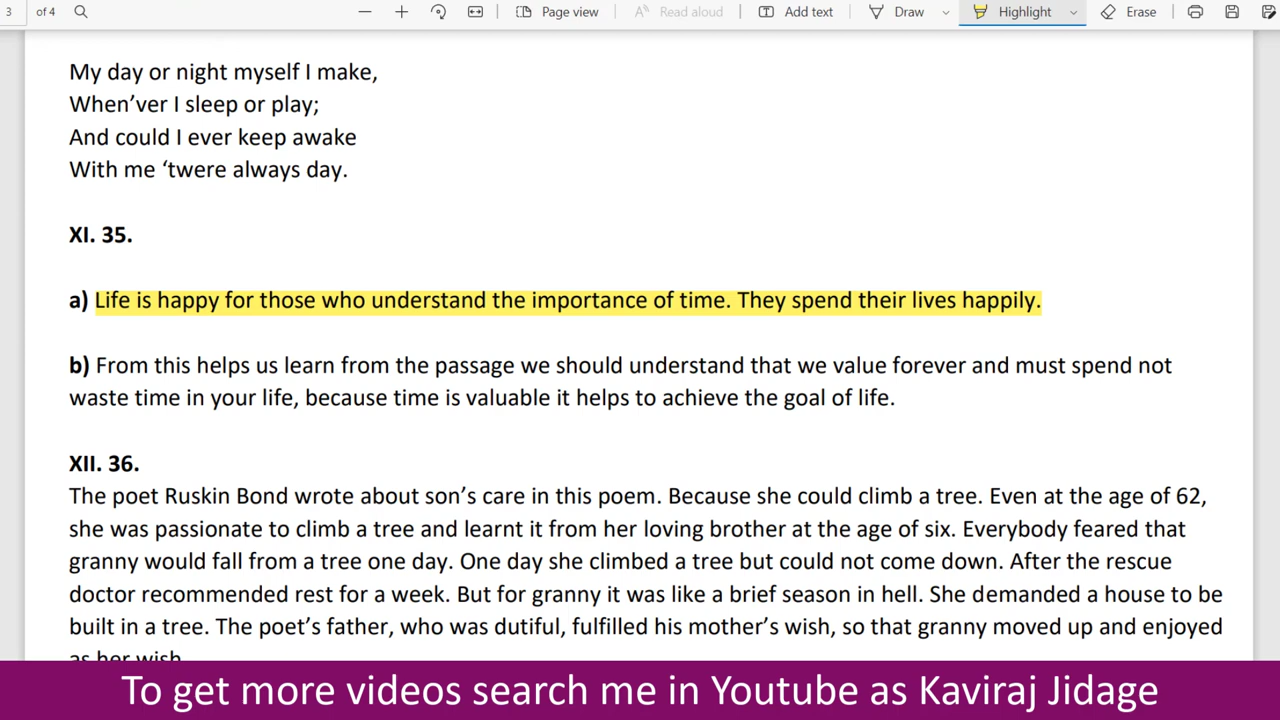 3 of 4 Page view Read aloud Add text Draw Highlight Erase
My day or night myself I make,
When’ver I sleep or play;
And could I ever keep awake
With me ‘twere always day.
XI. 35.
a) Life is happy for those who understand the importance of time. They spend their lives happily.
b) From this helps us learn from the passage we should understand that we value forever and must spend not
waste time in your life, because time is valuable it helps to achieve the goal of life.
XII. 36.
The poet Ruskin Bond wrote about son’s care in this poem. Because she could climb a tree. Even at the age of 62,
she was passionate to climb a tree and learnt it from her loving brother at the age of six. Everybody feared that
granny would fall from a tree one day. One day she climbed a tree but could not come down. After the rescue
doctor recommended rest for a week. But for granny it was like a brief season in hell. She demanded a house to be
built in a tree. The poet’s father, who was dutiful, fulfilled his mother’s wish, so that granny moved up and enjoyed
as her wish.
To get more videos search me in Youtube as Kaviraj Jidage